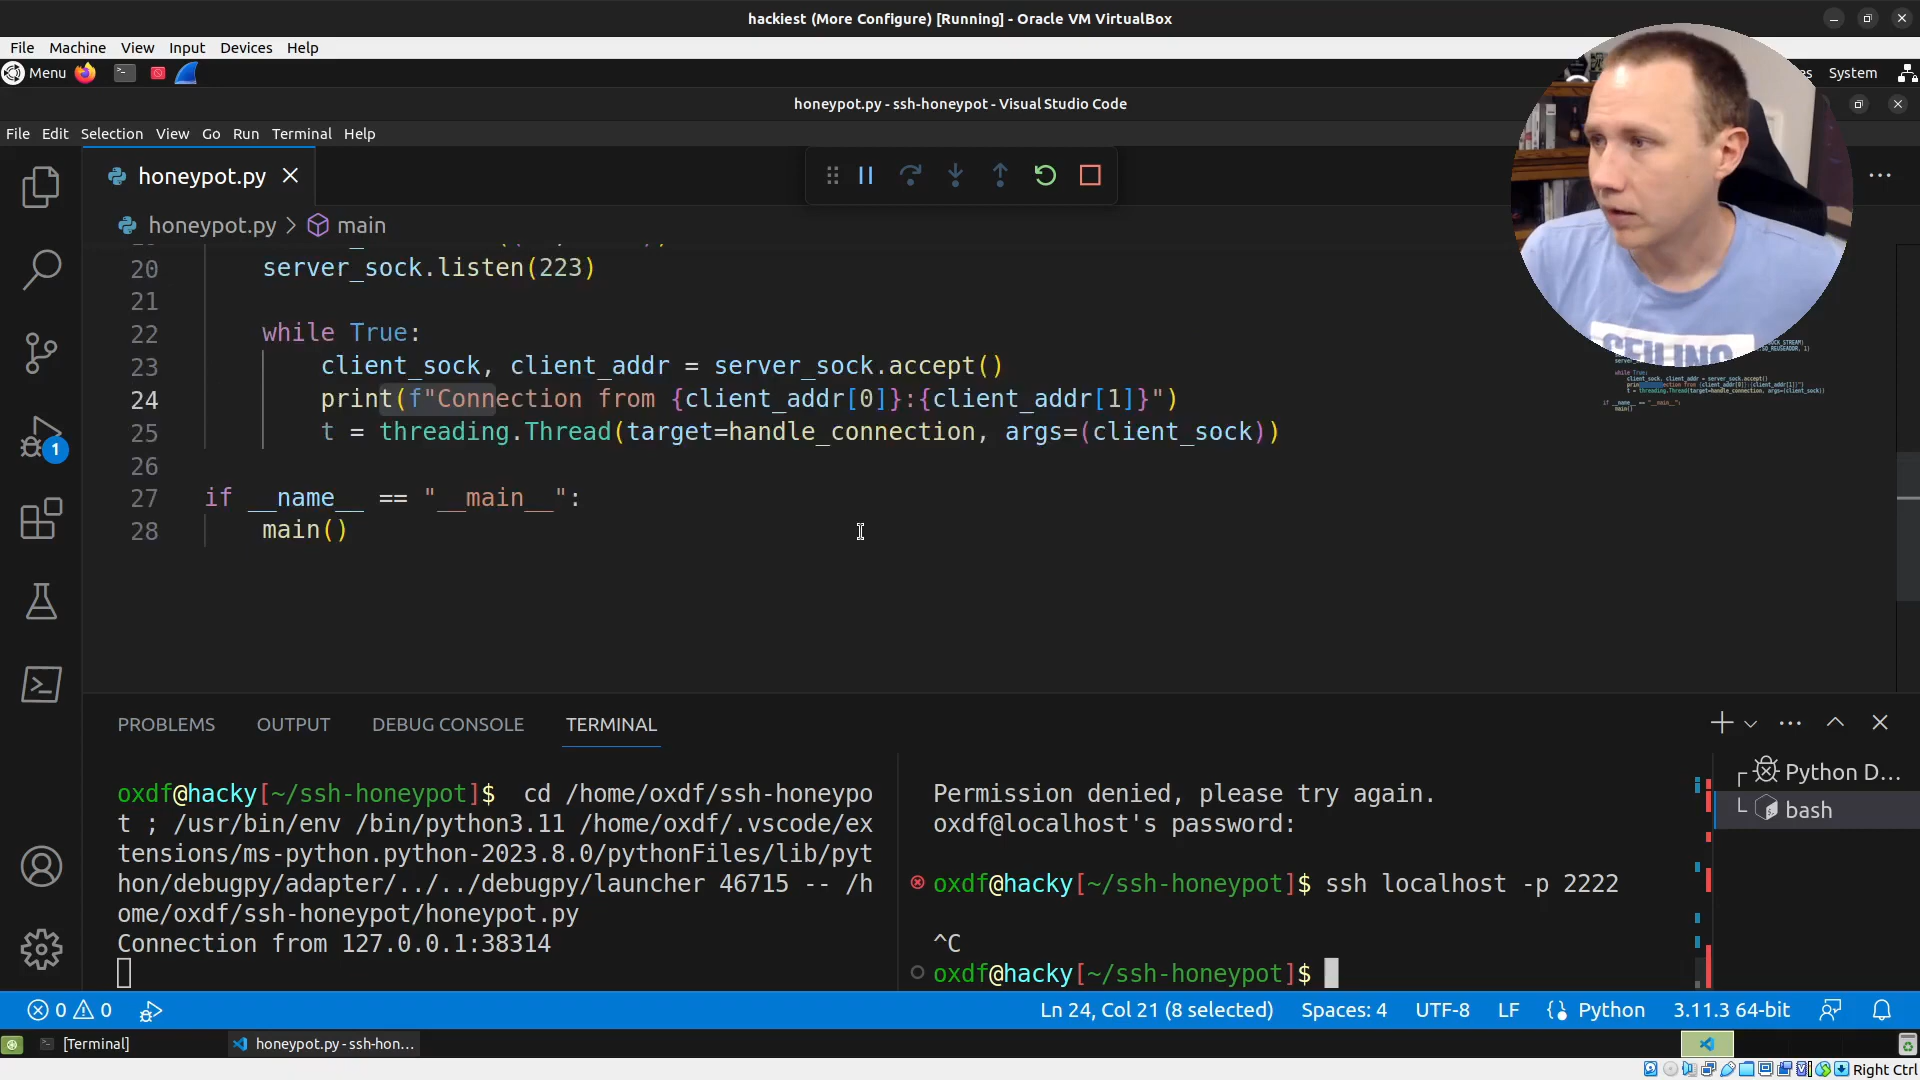 hackiest (More Configure) [Running] - Oracle VM VirtualBox
File Machine View Input Devices Help
Menu System
honeypot.py - ssh-honeypot - Visual Studio Code
File Edit Selection View Go Run Terminal Help
honeypot.py
honeypot.py > main
20 server_sock.listen(223)
21
22 while True:
23 client_sock, client_addr = server_sock.accept()
24 print(f"Connection from {client_addr[0]}:{client_addr[1]}")
25 t = threading.Thread(target=handle_connection, args=(client_sock))
26
27 if __name__ == "__main__":
28 main()
1
PROBLEMS OUTPUT DEBUG CONSOLE TERMINAL
oxdf@hacky[~/ssh-honeypot]$ cd /home/oxdf/ssh-honeypo
t ; /usr/bin/env /bin/python3.11 /home/oxdf/.vscode/ex
tensions/ms-python.python-2023.8.0/pythonFiles/lib/pyt
hon/debugpy/adapter/../../debugpy/launcher 46715 -- /h
ome/oxdf/ssh-honeypot/honeypot.py
Connection from 127.0.0.1:38314
Permission denied, please try again.
oxdf@localhost's password:
oxdf@hacky[~/ssh-honeypot]$ ssh localhost -p 2222
^C
oxdf@hacky[~/ssh-honeypot]$
Python D...
bash
0 0 Ln 24, Col 21 (8 selected) Spaces: 4 UTF-8 LF Python 3.11.3 64-bit
[Terminal] honeypot.py - ssh-hon...
Right Ctrl